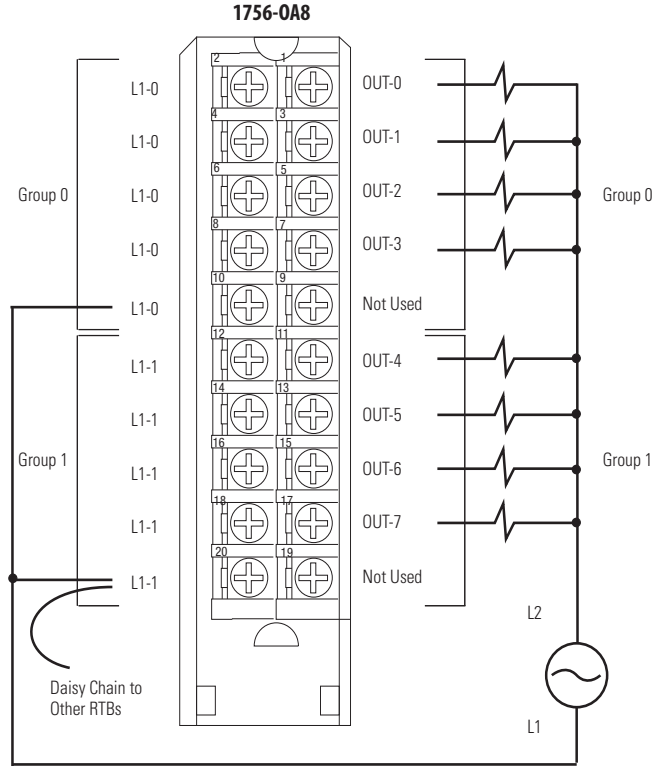 1756-OA8
2 1
L1-0 OUT-0
4 3
L1-0 OUT-1
6 5
Group 0 L1-0 OUT-2 Group 0
8 7
L1-0 OUT-3
10 9
L1-0 Not Used
12 11
L1-1 OUT-4
14 13
L1-1 OUT-5
16 15
Group 1 L1-1 OUT-6 Group 1
18 17
L1-1 OUT-7
20 19
L1-1 Not Used
L2
Daisy Chain to
Other RTBs
L1